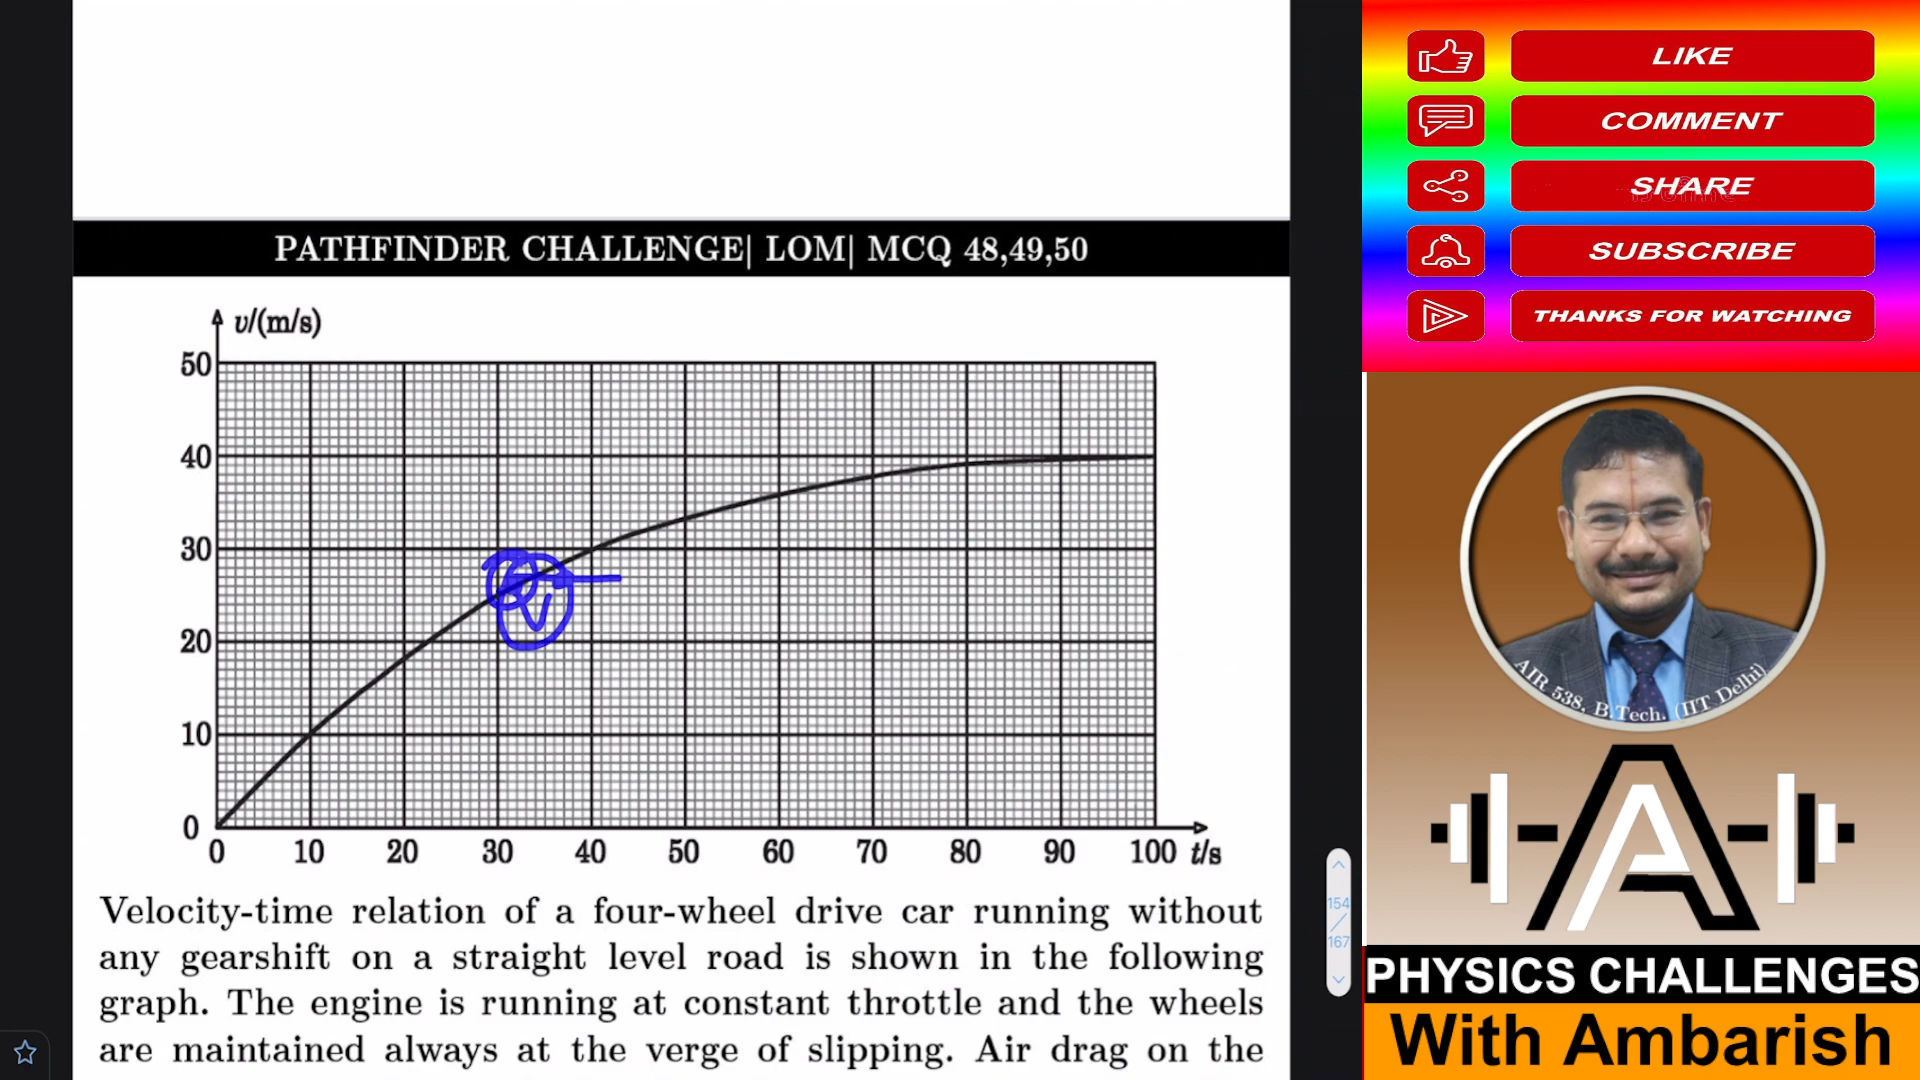 PATHFINDER CHALLENGE| LOM| MCQ 48,49,50
v/(m/s)
50
40
30
20
10
0
0 10 20 30 40 50 60 70 80 90 100 t/s
Velocity-time relation of a four-wheel drive car running without
any gearshift on a straight level road is shown in the following
graph. The engine is running at constant throttle and the wheels
are maintained always at the verge of slipping. Air drag on the
154
167
LIKE
COMMENT
SHARE
SUBSCRIBE
THANKS FOR WATCHING
AIR 538, B.Tech. (IIT Delhi)
A
PHYSICS CHALLENGES
With Ambarish